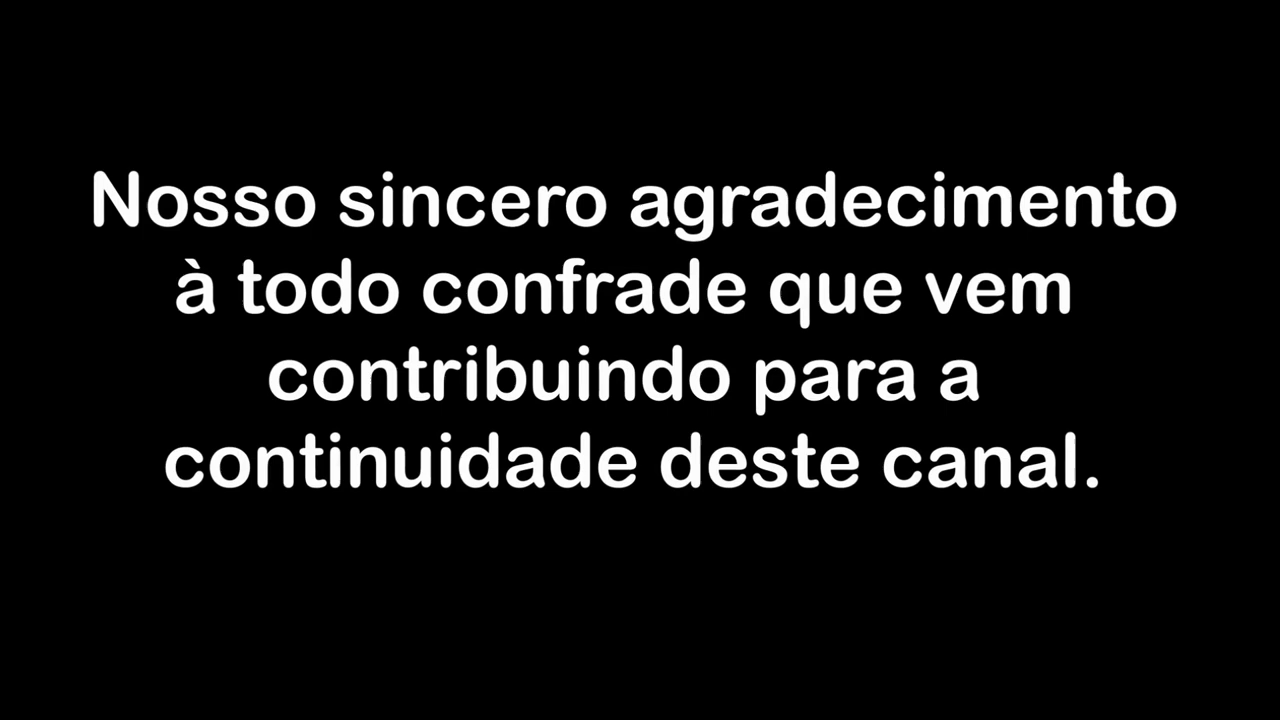 Nosso sincero agradecimento
à todo confrade que vem
contribuindo para a
continuidade deste canal.